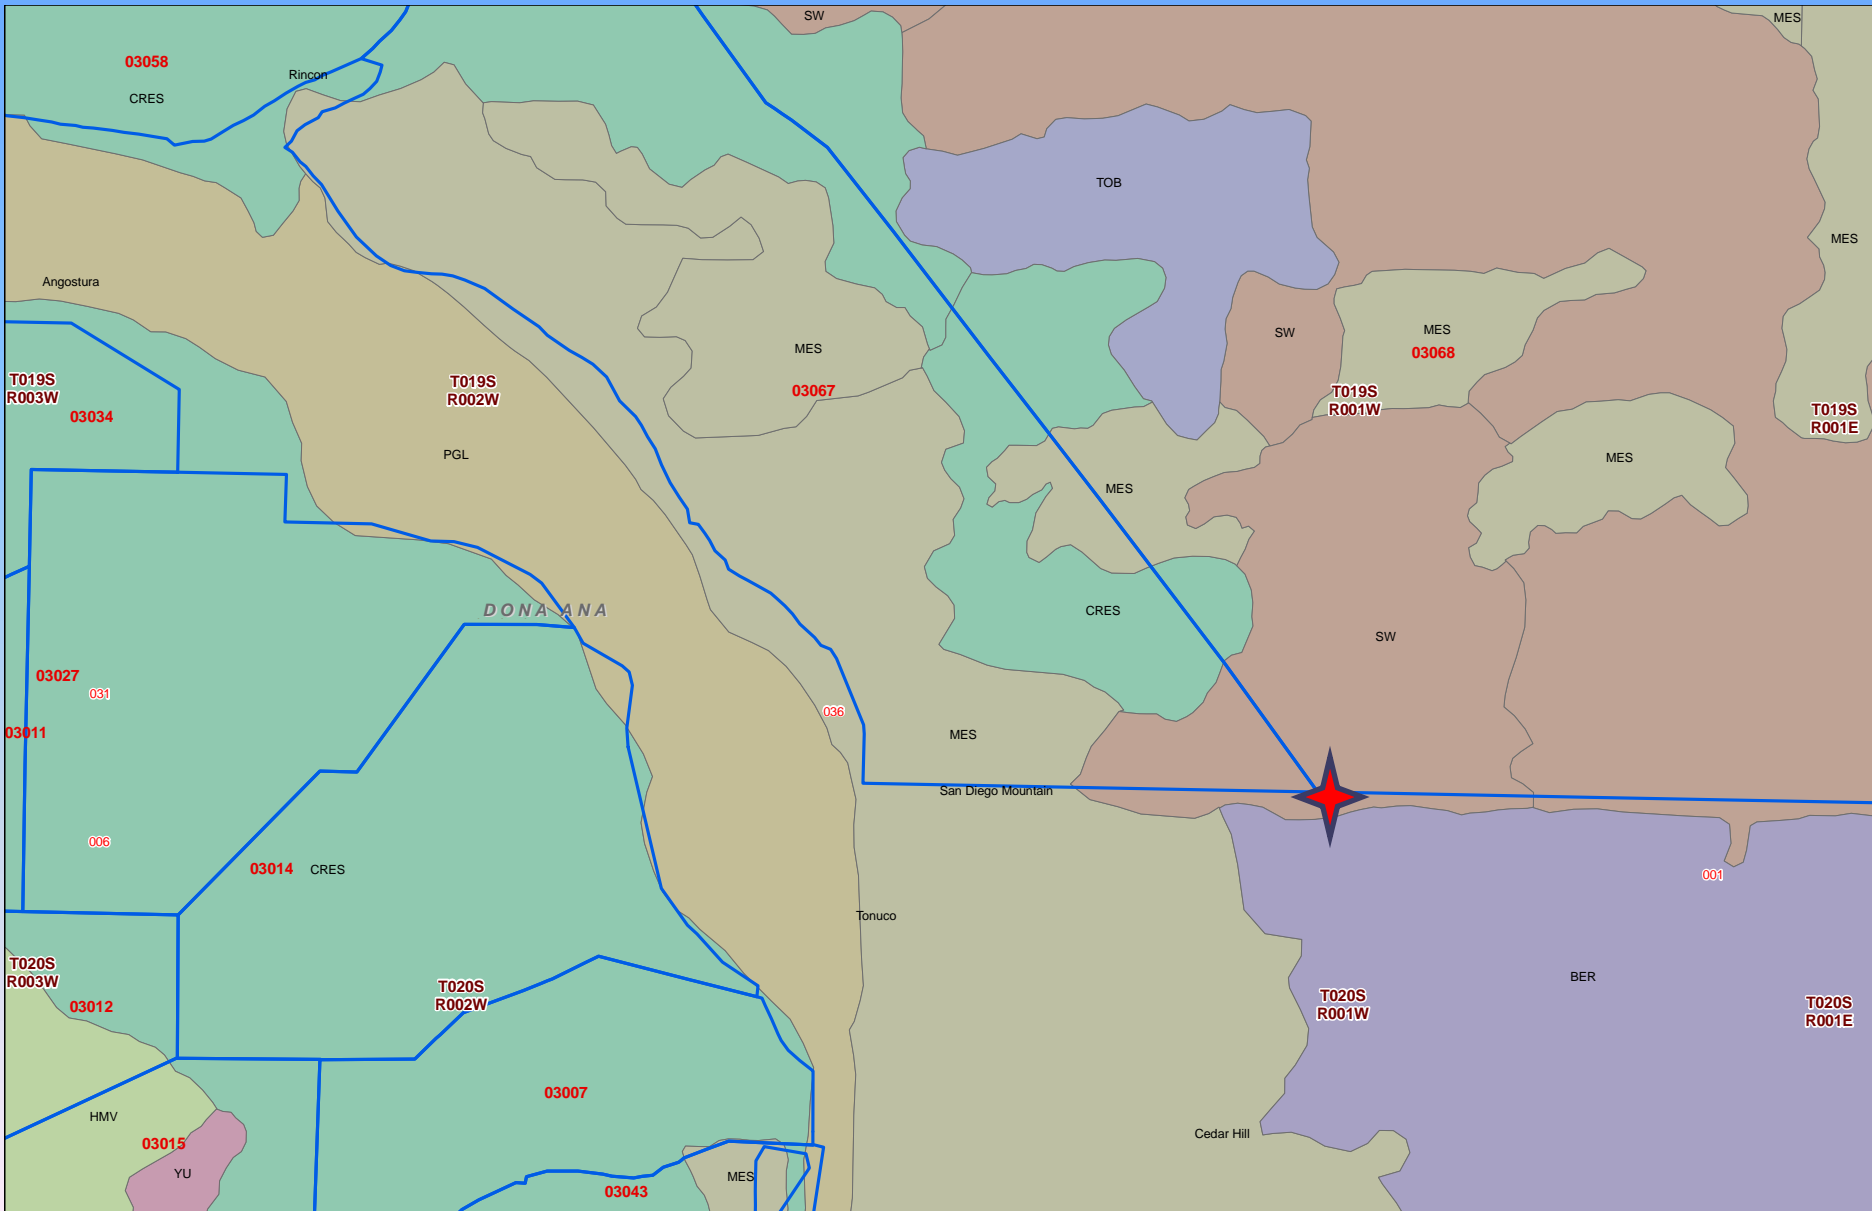 SW
MES
03058
Rincon
CRES
TOB
MES
Angostura
SW
MES
MES
03068
T019S
R003W
T019S
R002W
03067
T019S
R001W
T019S
R001E
03034
PGL
MES
MES
DONA ANA
CRES
SW
03027
031
036
03011
MES
San Diego Mountain
006
03014
CRES
001
Tonuco
T020S
R003W
BER
T020S
R002W
T020S
R001W
T020S
R001E
03012
03007
HMV
Cedar Hill
03015
YU
MES
03043